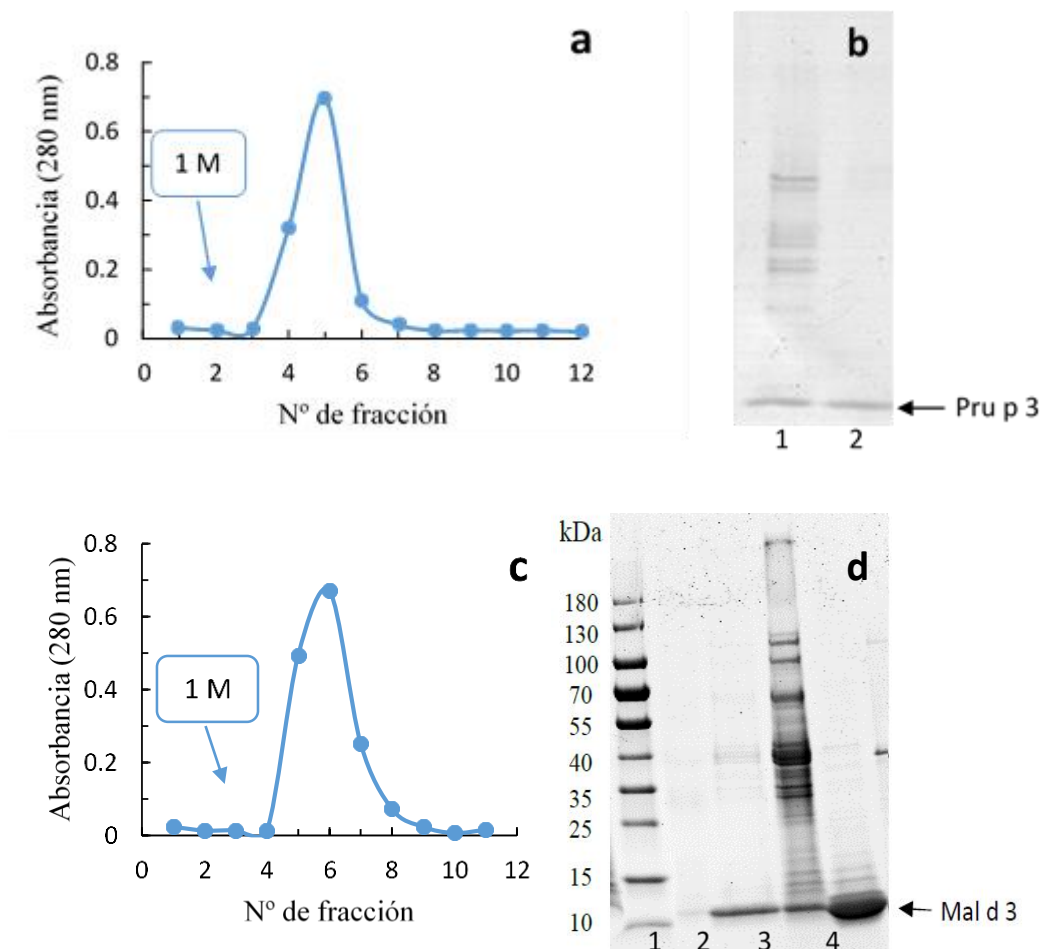 a
0.8
0.6
0.4
0.2
0
1 M
0 2 4 6 8 10 12
Absorbancia (280 nm)
Nº de fracción
b
Pru p 3
1 2
c
0.8
0.6
0.4
0.2
0
1 M
0 2 4 6 8 10 12
Absorbancia (280 nm)
Nº de fracción
d
kDa
180
130
100
70
55
40
35
25
15
10
Mal d 3
1 2 3 4